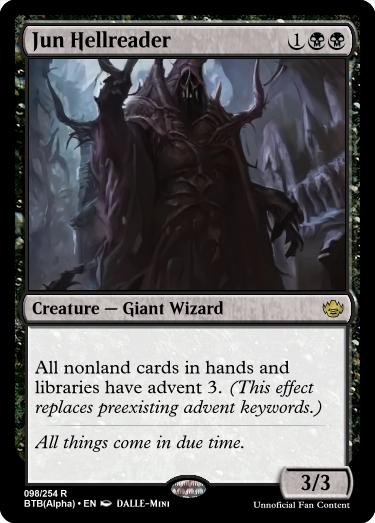 Jun Hellreader 1
Creature — Giant Wizard
All nonland cards in hands and
libraries have advent 3. (This effect
replaces preexisting advent keywords.)
All things come in due time.
3/3
098/254 R
BTB(Alpha) • EN DALLE-Mini
Unnoficial Fan Content